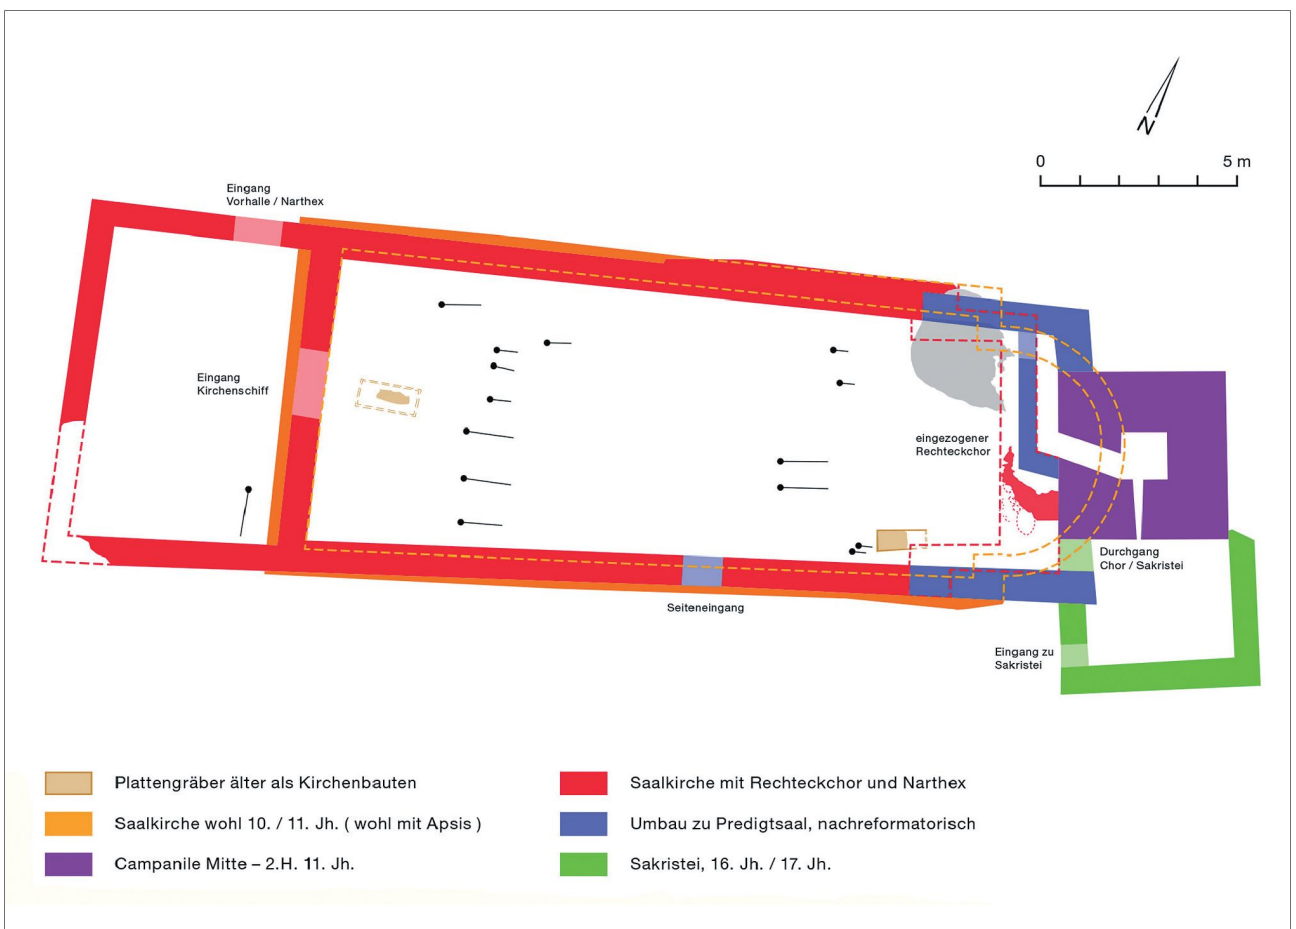 N
0 5 m
Eingang
Vorhalle / Narthex
Eingang
Kirchenschiff
eingezogener
Rechteckchor
Durchgang
Chor / Sakristei
Seiteneingang
Eingang zu
Sakristei
Plattengräber älter als Kirchenbauten
Saalkirche wohl 10. / 11. Jh. ( wohl mit Apsis )
Campanile Mitte – 2.H. 11. Jh.
Saalkirche mit Rechteckchor und Narthex
Umbau zu Predigtsaal, nachreformatorisch
Sakristei, 16. Jh. / 17. Jh.